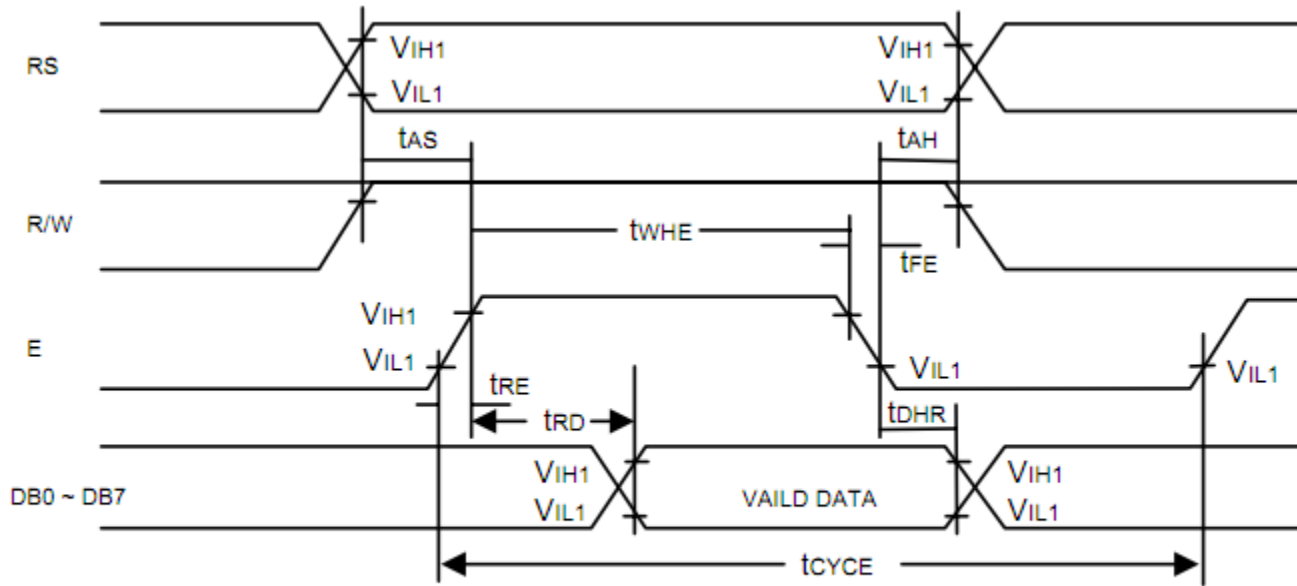 VIH1 VIH1
RS
VIL1 VIL1
tAS tAH
R/W
tWHE
tFE
VIH1
E
VIL1 VIL1 VIL1
tRE
tRD tDHR
VIH1 VIH1
DB0 ~ DB7 VAILD DATA
VIL1 VIL1
tCYCE